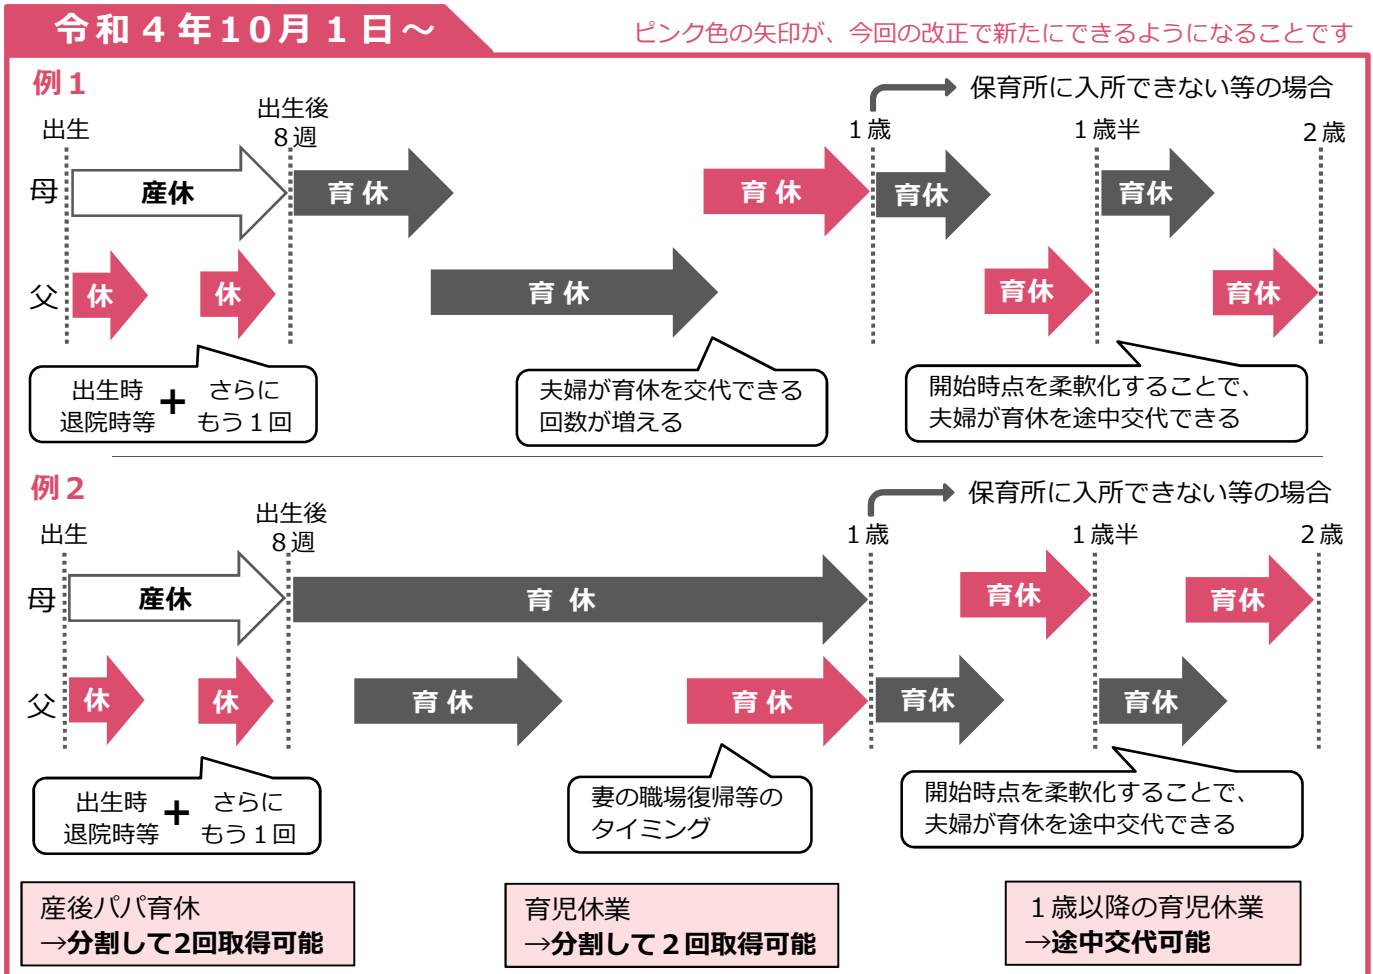 令和４年10月１日～
ピンク色の矢印が、今回の改正で新たにできるようになることです
例１
保育所に入所できない等の場合
出生
出生後
８週
１歳
１歳半
２歳
母
産休
育休
育休
育休
育休
父
休
休
育休
育休
育休
出生時
退院時等
＋
さらに
もう１回
夫婦が育休を交代できる
回数が増える
開始時点を柔軟化することで、
夫婦が育休を途中交代できる
例２
保育所に入所できない等の場合
出生
出生後
８週
１歳
１歳半
２歳
母
産休
育休
育休
育休
父
休
休
育休
育休
育休
育休
出生時
退院時等
＋
さらに
もう１回
妻の職場復帰等の
タイミング
開始時点を柔軟化することで、
夫婦が育休を途中交代できる
産後パパ育休
→分割して2回取得可能
育児休業
→分割して２回取得可能
１歳以降の育児休業
→途中交代可能